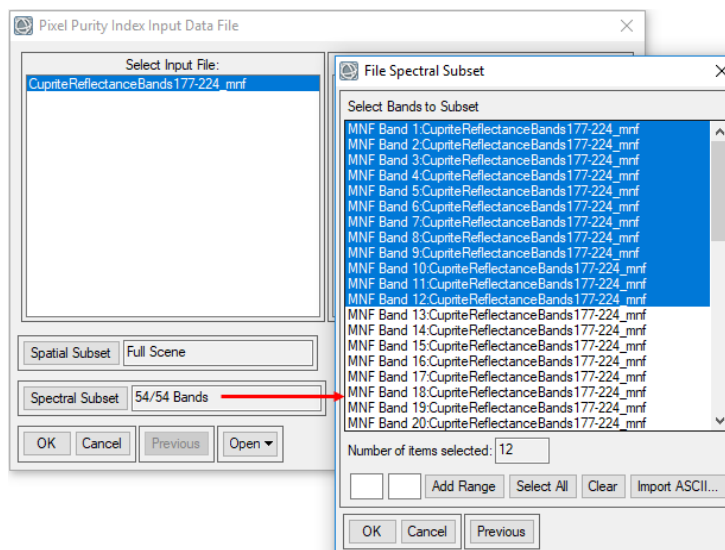 Pixel Purity Index Input Data File
Select Input File:
CupriteReflectanceBands177-224_mnf
Spatial Subset Full Scene
Spectral Subset 54/54 Bands
OK Cancel Previous Open
File Spectral Subset
Select Bands to Subset
MNF Band 1:CupriteReflectanceBands177-224_mnf
MNF Band 2:CupriteReflectanceBands177-224_mnf
MNF Band 3:CupriteReflectanceBands177-224_mnf
MNF Band 4:CupriteReflectanceBands177-224_mnf
MNF Band 5:CupriteReflectanceBands177-224_mnf
MNF Band 6:CupriteReflectanceBands177-224_mnf
MNF Band 7:CupriteReflectanceBands177-224_mnf
MNF Band 8:CupriteReflectanceBands177-224_mnf
MNF Band 9:CupriteReflectanceBands177-224_mnf
MNF Band 10:CupriteReflectanceBands177-224_mnf
MNF Band 11:CupriteReflectanceBands177-224_mnf
MNF Band 12:CupriteReflectanceBands177-224_mnf
MNF Band 13:CupriteReflectanceBands177-224_mnf
MNF Band 14:CupriteReflectanceBands177-224_mnf
MNF Band 15:CupriteReflectanceBands177-224_mnf
MNF Band 16:CupriteReflectanceBands177-224_mnf
MNF Band 17:CupriteReflectanceBands177-224_mnf
MNF Band 18:CupriteReflectanceBands177-224_mnf
MNF Band 19:CupriteReflectanceBands177-224_mnf
MNF Band 20:CupriteReflectanceBands177-224_mnf
Number of items selected: 12
Add Range Select All Clear Import ASCII...
OK Cancel Previous